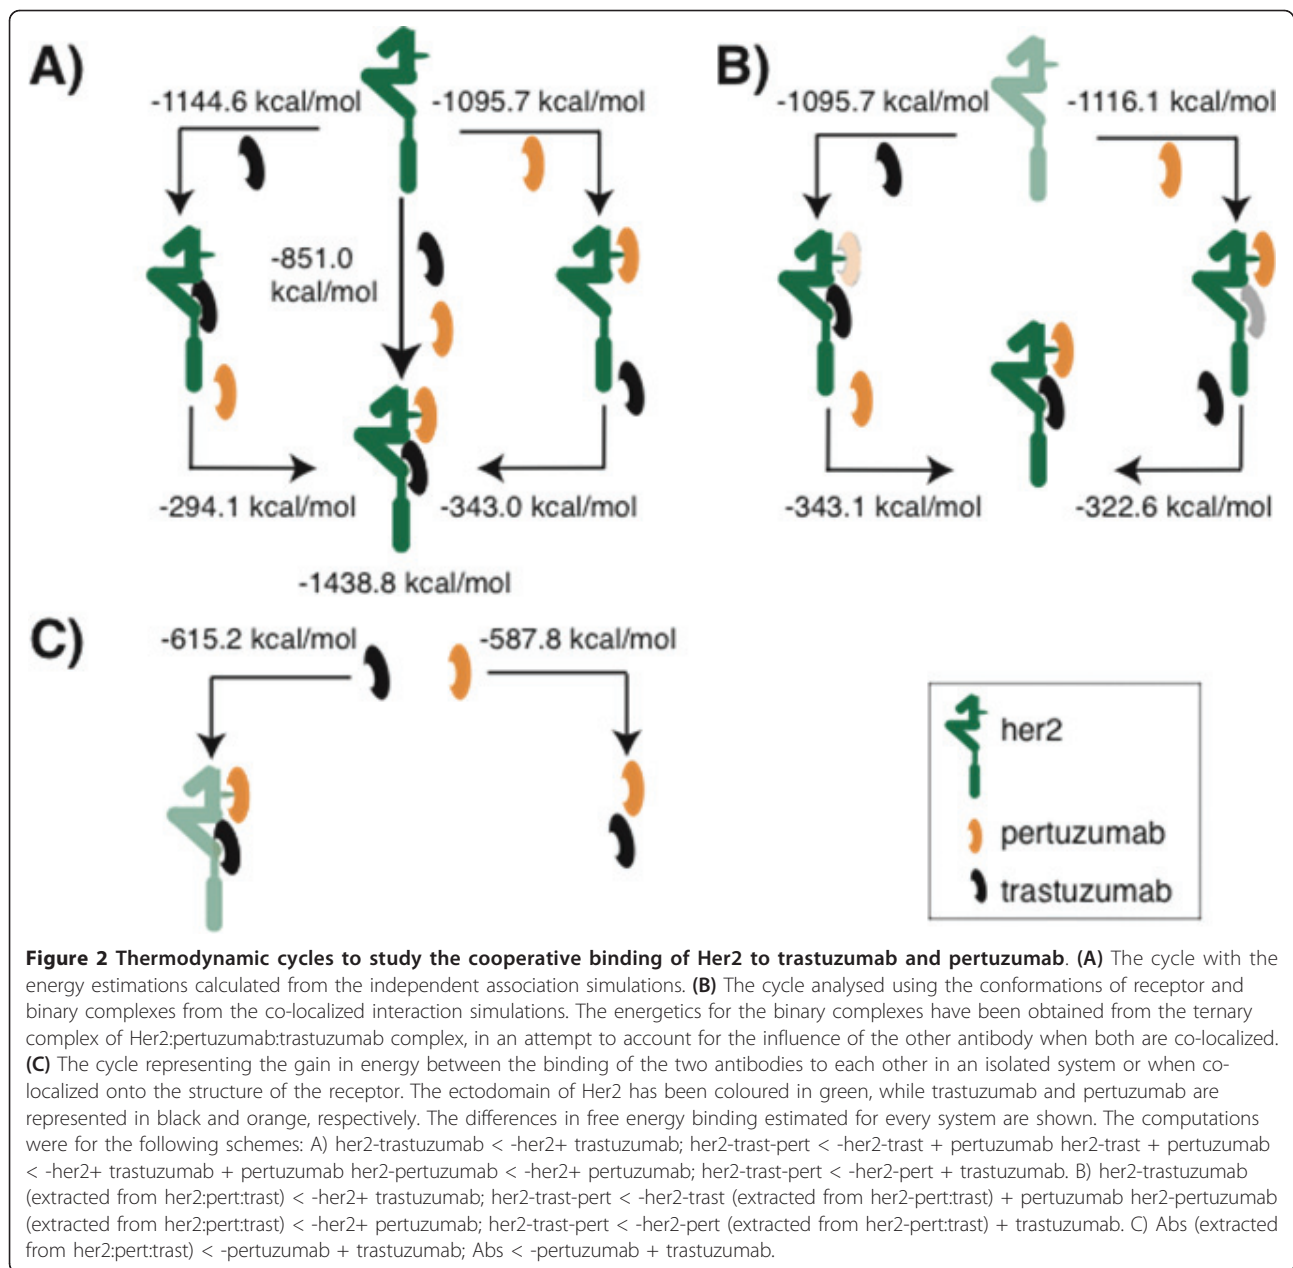 A)
-1144.6 kcal/mol
-1095.7 kcal/mol
-851.0
kcal/mol
-294.1 kcal/mol
-343.0 kcal/mol
-1438.8 kcal/mol
B)
-1095.7 kcal/mol
-1116.1 kcal/mol
-343.1 kcal/mol
-322.6 kcal/mol
C)
-615.2 kcal/mol
-587.8 kcal/mol
her2
pertuzumab
trastuzumab
Figure 2 Thermodynamic cycles to study the cooperative binding of Her2 to trastuzumab and pertuzumab. (A) The cycle with the
energy estimations calculated from the independent association simulations. (B) The cycle analysed using the conformations of receptor and
binary complexes from the co-localized interaction simulations. The energetics for the binary complexes have been obtained from the ternary
complex of Her2:pertuzumab:trastuzumab complex, in an attempt to account for the influence of the other antibody when both are co-localized.
(C) The cycle representing the gain in energy between the binding of the two antibodies to each other in an isolated system or when co-
localized onto the structure of the receptor. The ectodomain of Her2 has been coloured in green, while trastuzumab and pertuzumab are
represented in black and orange, respectively. The differences in free energy binding estimated for every system are shown. The computations
were for the following schemes: A) her2-trastuzumab < -her2+ trastuzumab; her2-trast-pert < -her2-trast + pertuzumab her2-trast + pertuzumab
< -her2+ trastuzumab + pertuzumab her2-pertuzumab < -her2+ pertuzumab; her2-trast-pert < -her2-pert + trastuzumab. B) her2-trastuzumab
(extracted from her2:pert:trast) < -her2+ trastuzumab; her2-trast-pert < -her2-trast (extracted from her2-pert:trast) + pertuzumab her2-pertuzumab
(extracted from her2:pert:trast) < -her2+ pertuzumab; her2-trast-pert < -her2-pert (extracted from her2-pert:trast) + trastuzumab. C) Abs (extracted
from her2:pert:trast) < -pertuzumab + trastuzumab; Abs < -pertuzumab + trastuzumab.